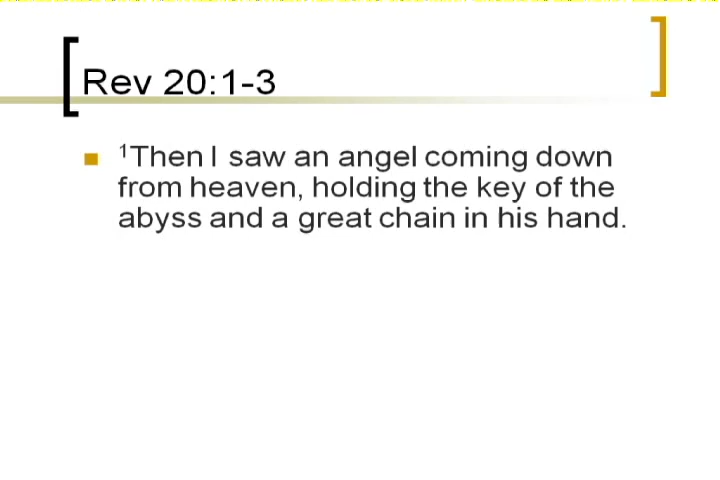 Rev 20:1-3
¹Then I saw an angel coming down
from heaven, holding the key of the
abyss and a great chain in his hand.